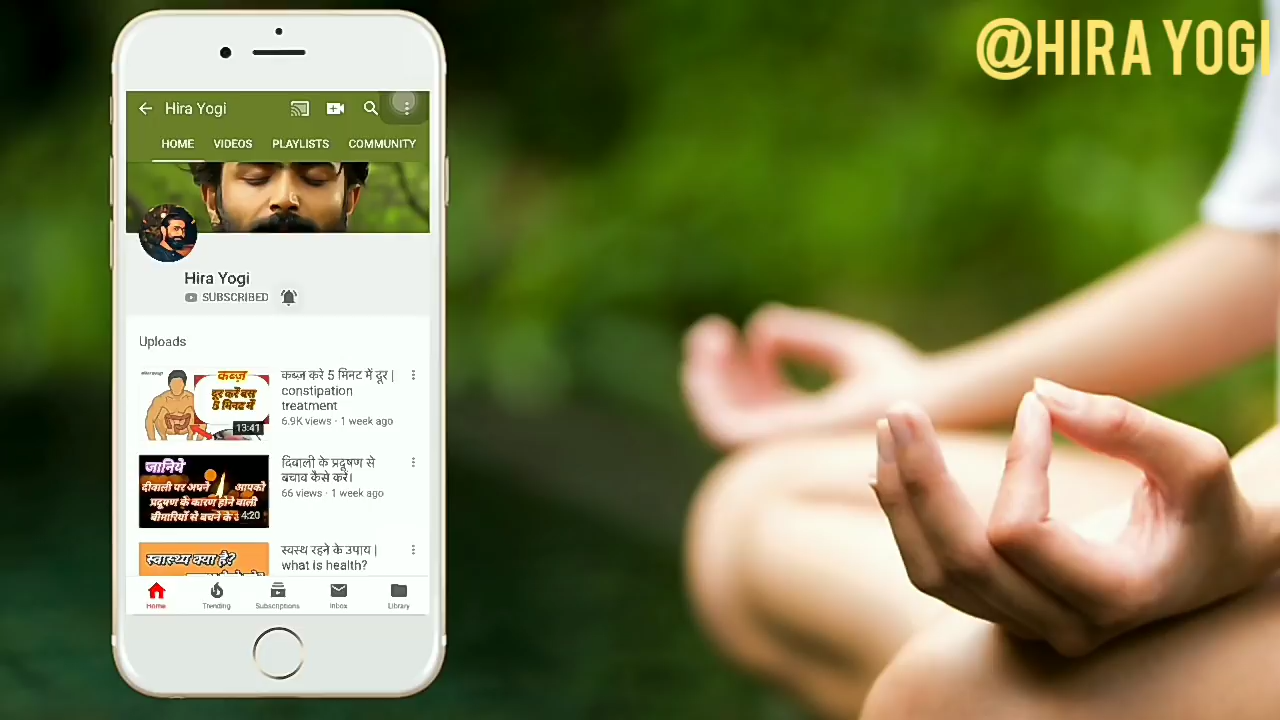 @HIRA YOGI
Hira Yogi
HOME VIDEOS PLAYLISTS COMMUNITY
Hira Yogi
SUBSCRIBED
Uploads
कब्ज़
दूर करें बस
5 मिनट में
13:41
कब्ज़ करे 5 मिनट में दूर |
constipation
treatment
6.9K views · 1 week ago
जानिये
दीवाली पर अपने आपको
प्रदूषण के कारण होने वाली
बीमारियों से बचने के
4:20
दिवाली के प्रदूषण से
बचाव कैसे करें।
66 views · 1 week ago
स्वास्थ्य क्या है?
स्वस्थ रहने के उपाय |
what is health?
Home Trending Subscriptions Inbox Library